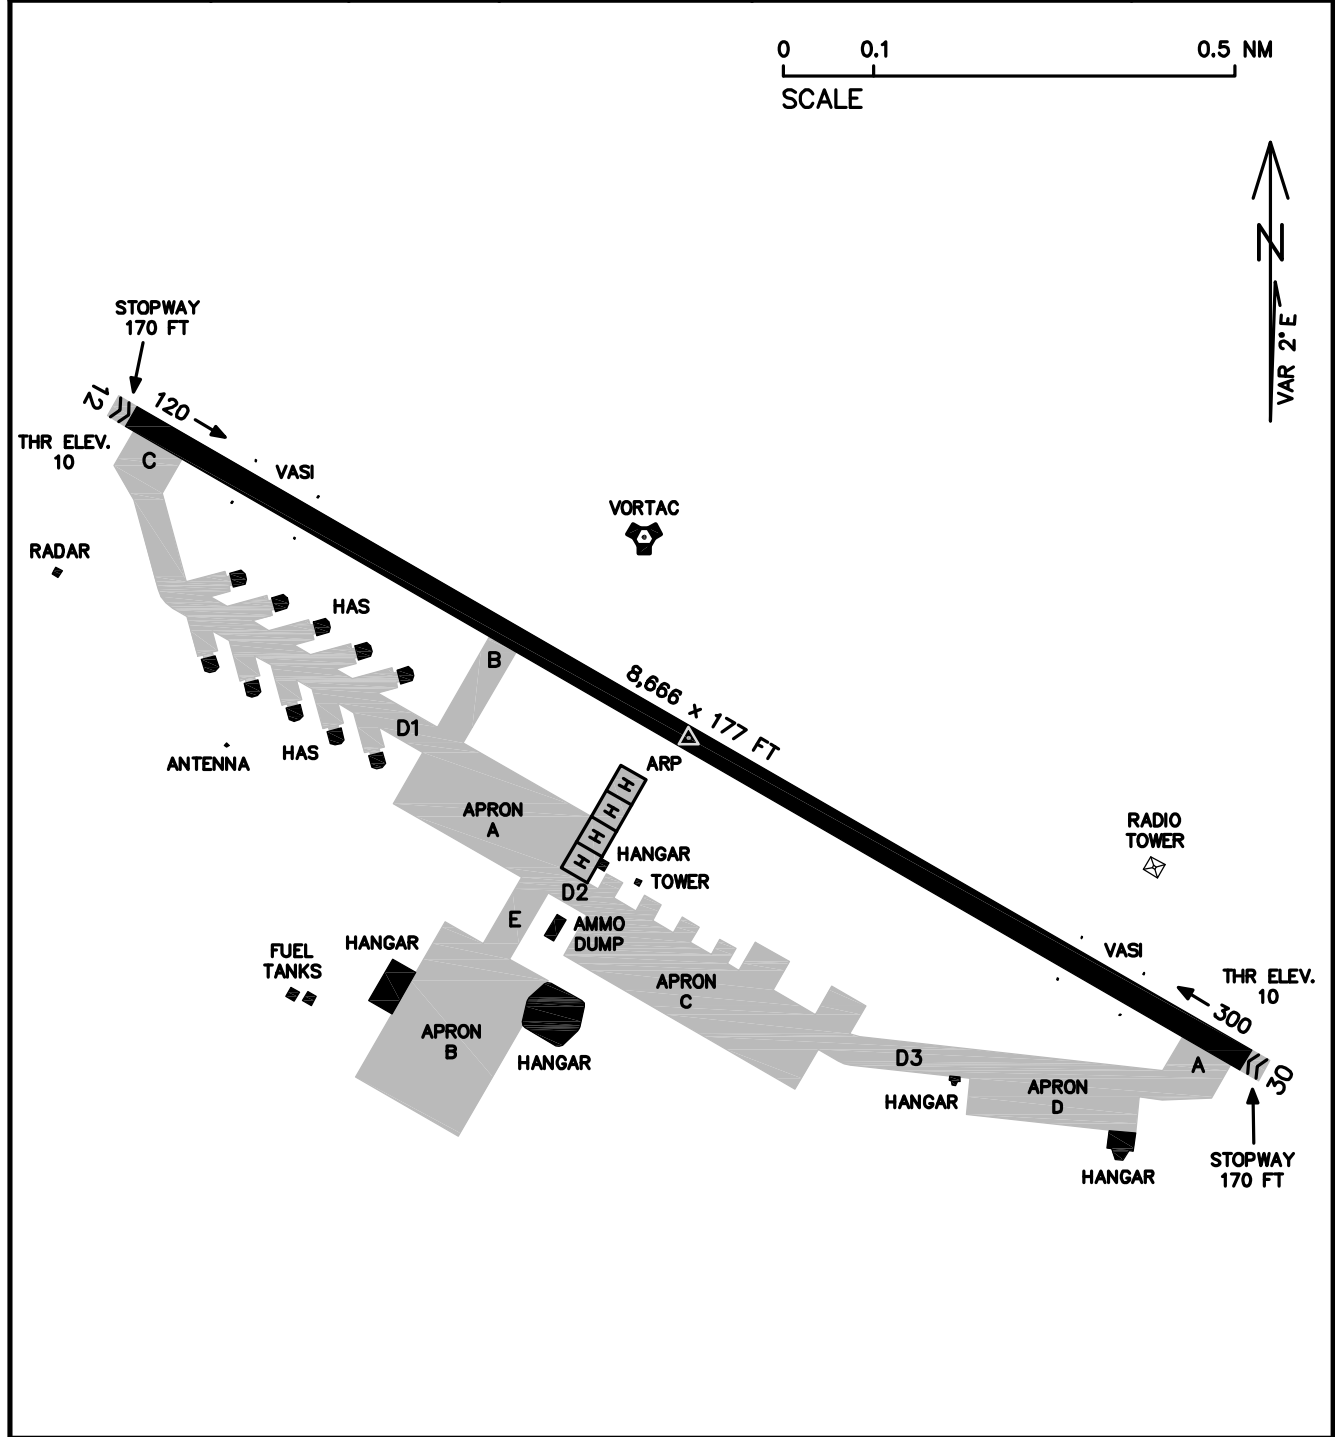 0 0.1 0.5 NM
SCALE
N
VAR 2° E
STOPWAY
170 FT
12
120
THR ELEV.
10
C
VASI
VORTAC
RADAR
HAS
B
8,666 x 177 FT
D1
ANTENNA
HAS
ARP
H
H
H
H
APRON
A
HANGAR
TOWER
RADIO
TOWER
D2
E
AMMO
DUMP
HANGAR
FUEL
TANKS
VASI
APRON
C
THR ELEV.
10
300
APRON
B
HANGAR
D3
A
30
HANGAR
APRON
D
HANGAR
STOPWAY
170 FT